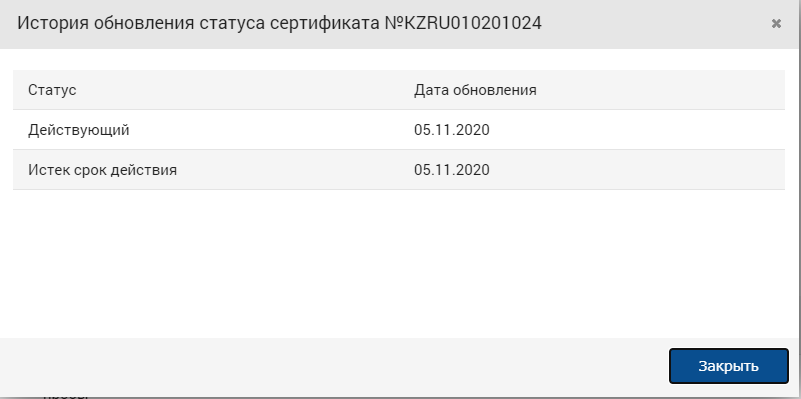 История обновления статуса сертификата №KZRU010201024
Статус Дата обновления
Действующий 05.11.2020
Истек срок действия 05.11.2020
Закрыть